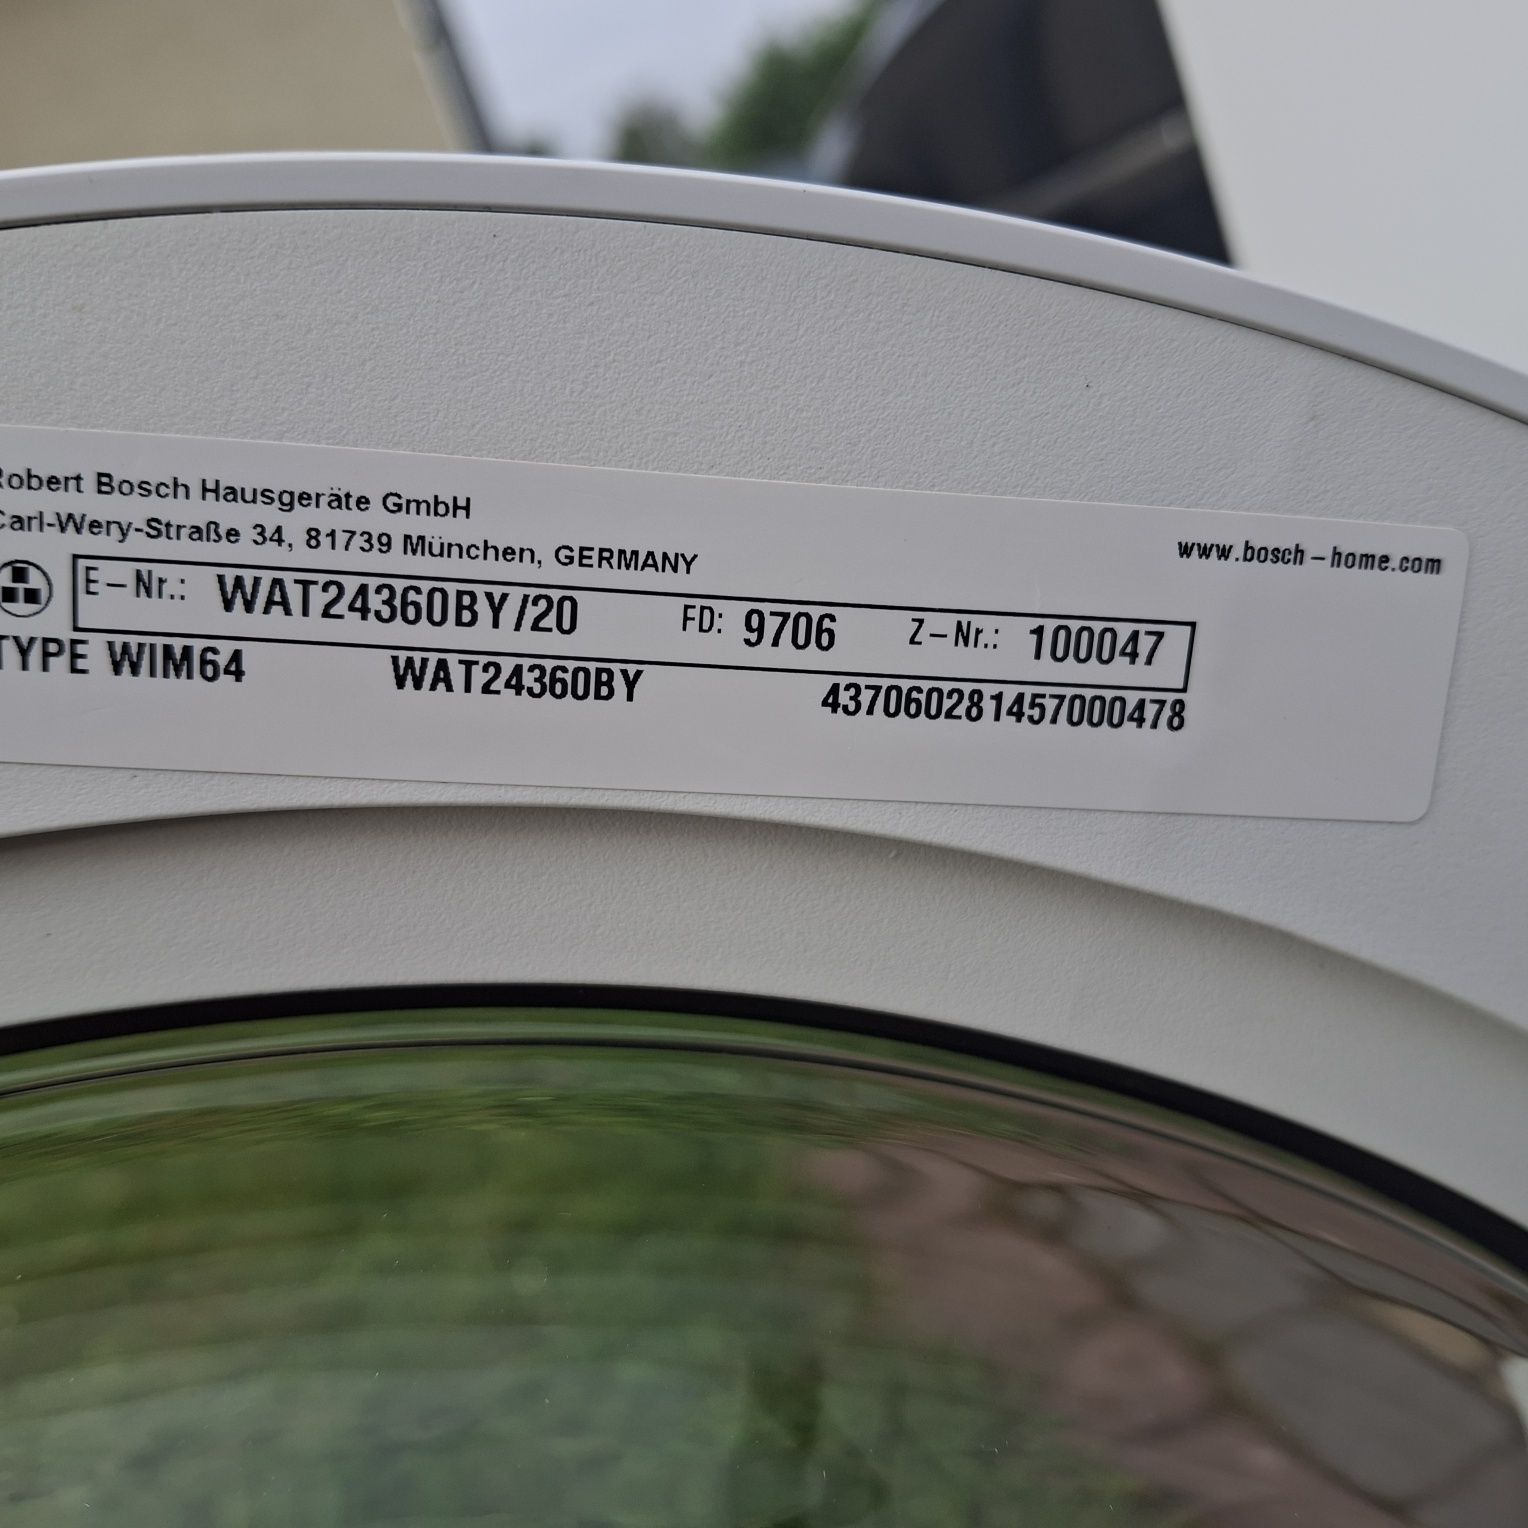 Robert Bosch Hausgeräte GmbH
Carl-Wery-Straße 34, 81739 München, GERMANY
www.bosch-home.com
E-Nr.: WAT24360BY/20 FD: 9706 Z-Nr.: 100047
TYPE WIM64 WAT24360BY 437060281457000478